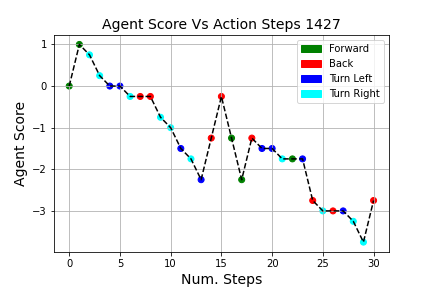 Agent Score Vs Action Steps 1427
Agent Score
1
0
−1
−2
−3
Forward
Back
Turn Left
Turn Right
0 5 10 15 20 25 30
Num. Steps